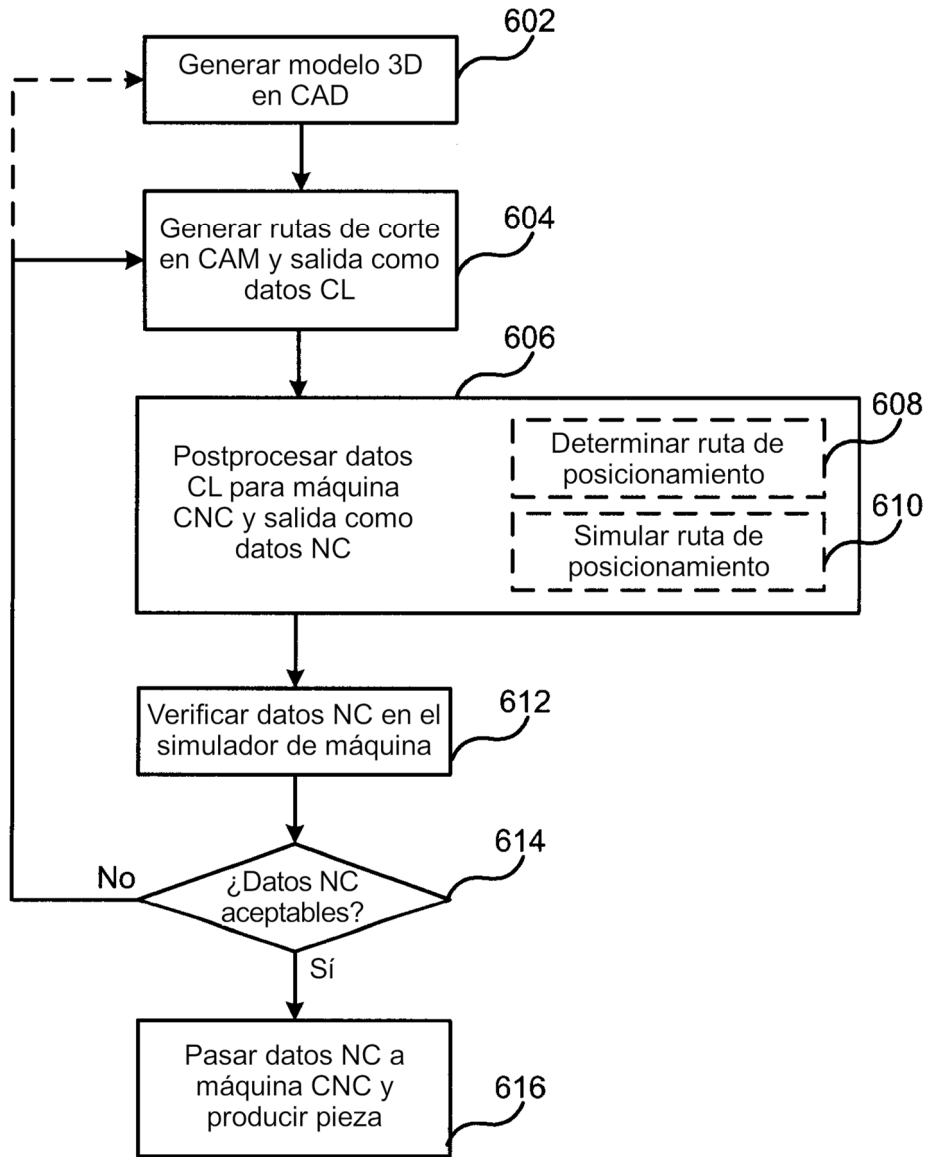 602
Generar modelo 3D
en CAD
604
Generar rutas de corte
en CAM y salida como
datos CL
606
608
Postprocesar datos
CL para máquina
CNC y salida como
datos NC
Determinar ruta de
posicionamiento
610
Simular ruta de
posicionamiento
612
Verificar datos NC en el
simulador de máquina
614
No
¿Datos NC
aceptables?
Sí
Pasar datos NC a
máquina CNC y
producir pieza
616